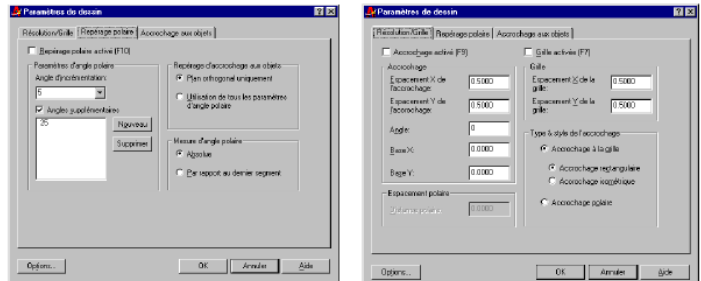 Paramètres de dessin
Résolution/Grille Repérage polaire Accrochage aux objets
Repérage polaire activé (F10)
Paramètres d'angle polaire
Angle d'incrémentation:
5
Angles supplémentaires
25
Nouveau
Supprimer
Repérage d'accrochage aux objets
Plan orthogonal uniquement
Utilisation de tous les paramètres
d'angle polaire
Mesure d'angle polaire
Absolue
Par rapport au dernier segment
Options...
OK Annuler Aide
Paramètres de dessin
Résolution/Grille Repérage polaire Accrochage aux objets
Accrochage activé (F9)
Accrochage
Espacement X de
l'accrochage:
0.5000
Espacement Y de
l'accrochage:
0.5000
Angle:
0
Base X:
0.0000
Base Y:
0.0000
Espacement polaire
Distance polaire
0.0000
Grille activée (F7)
Grille
Espacement X de la
grille:
0.5000
Espacement Y de la
grille:
0.5000
Type & style de l'accrochage
Accrochage à la grille
Accrochage rectangulaire
Accrochage isométrique
Accrochage polaire
Options...
OK Annuler Aide